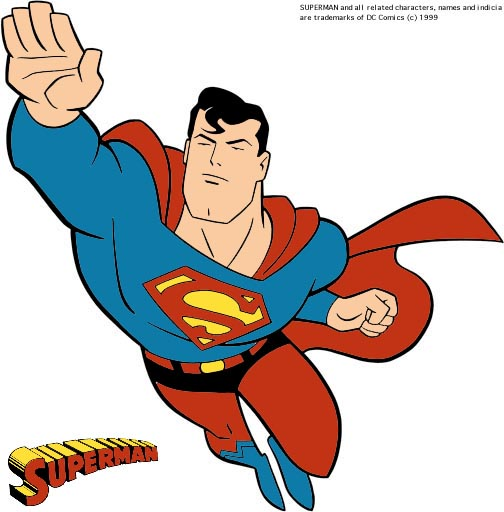 SUPERMAN and all related characters, names and indicia
are trademarks of DC Comics (c) 1999
S
SUPERMAN